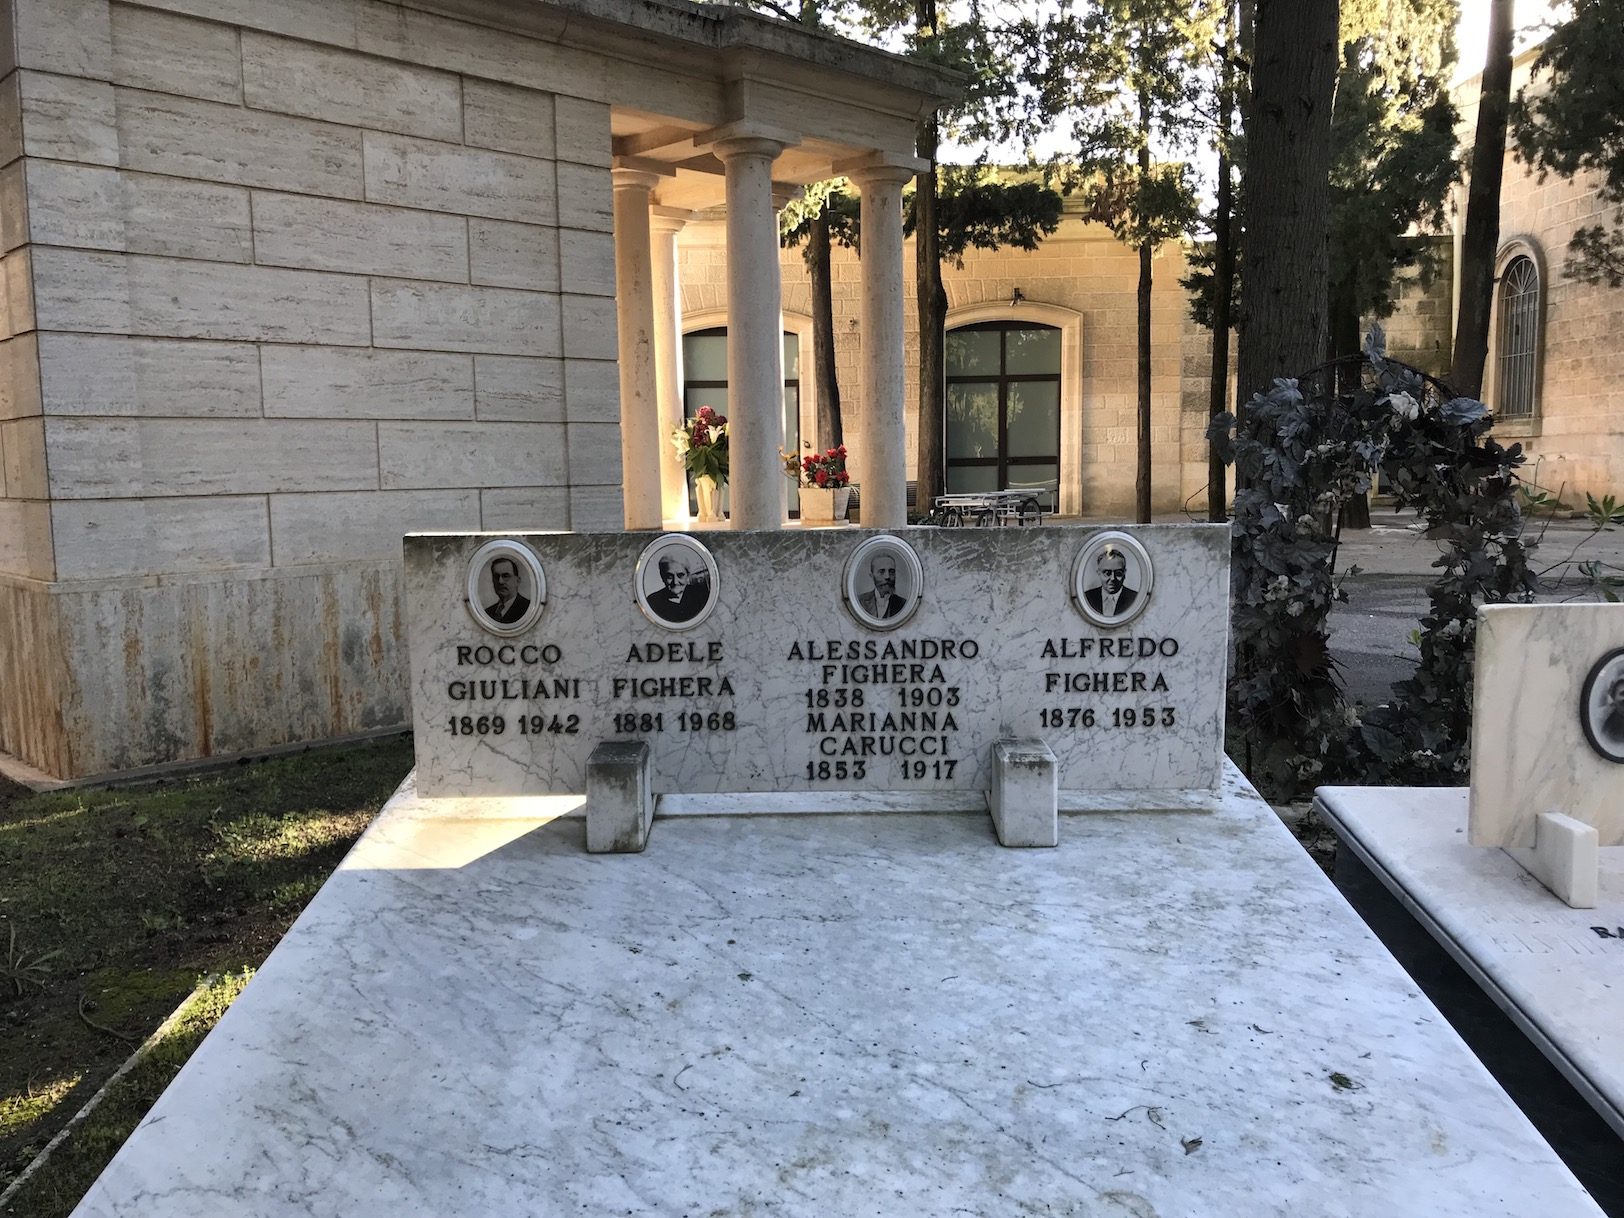 ROCCO
GIULIANI
1869 1942
ADELE
FIGHERA
1881 1968
ALESSANDRO
FIGHERA
1838 1903
MARIANNA
CARUCCI
1853 1917
ALFREDO
FIGHERA
1876 1953